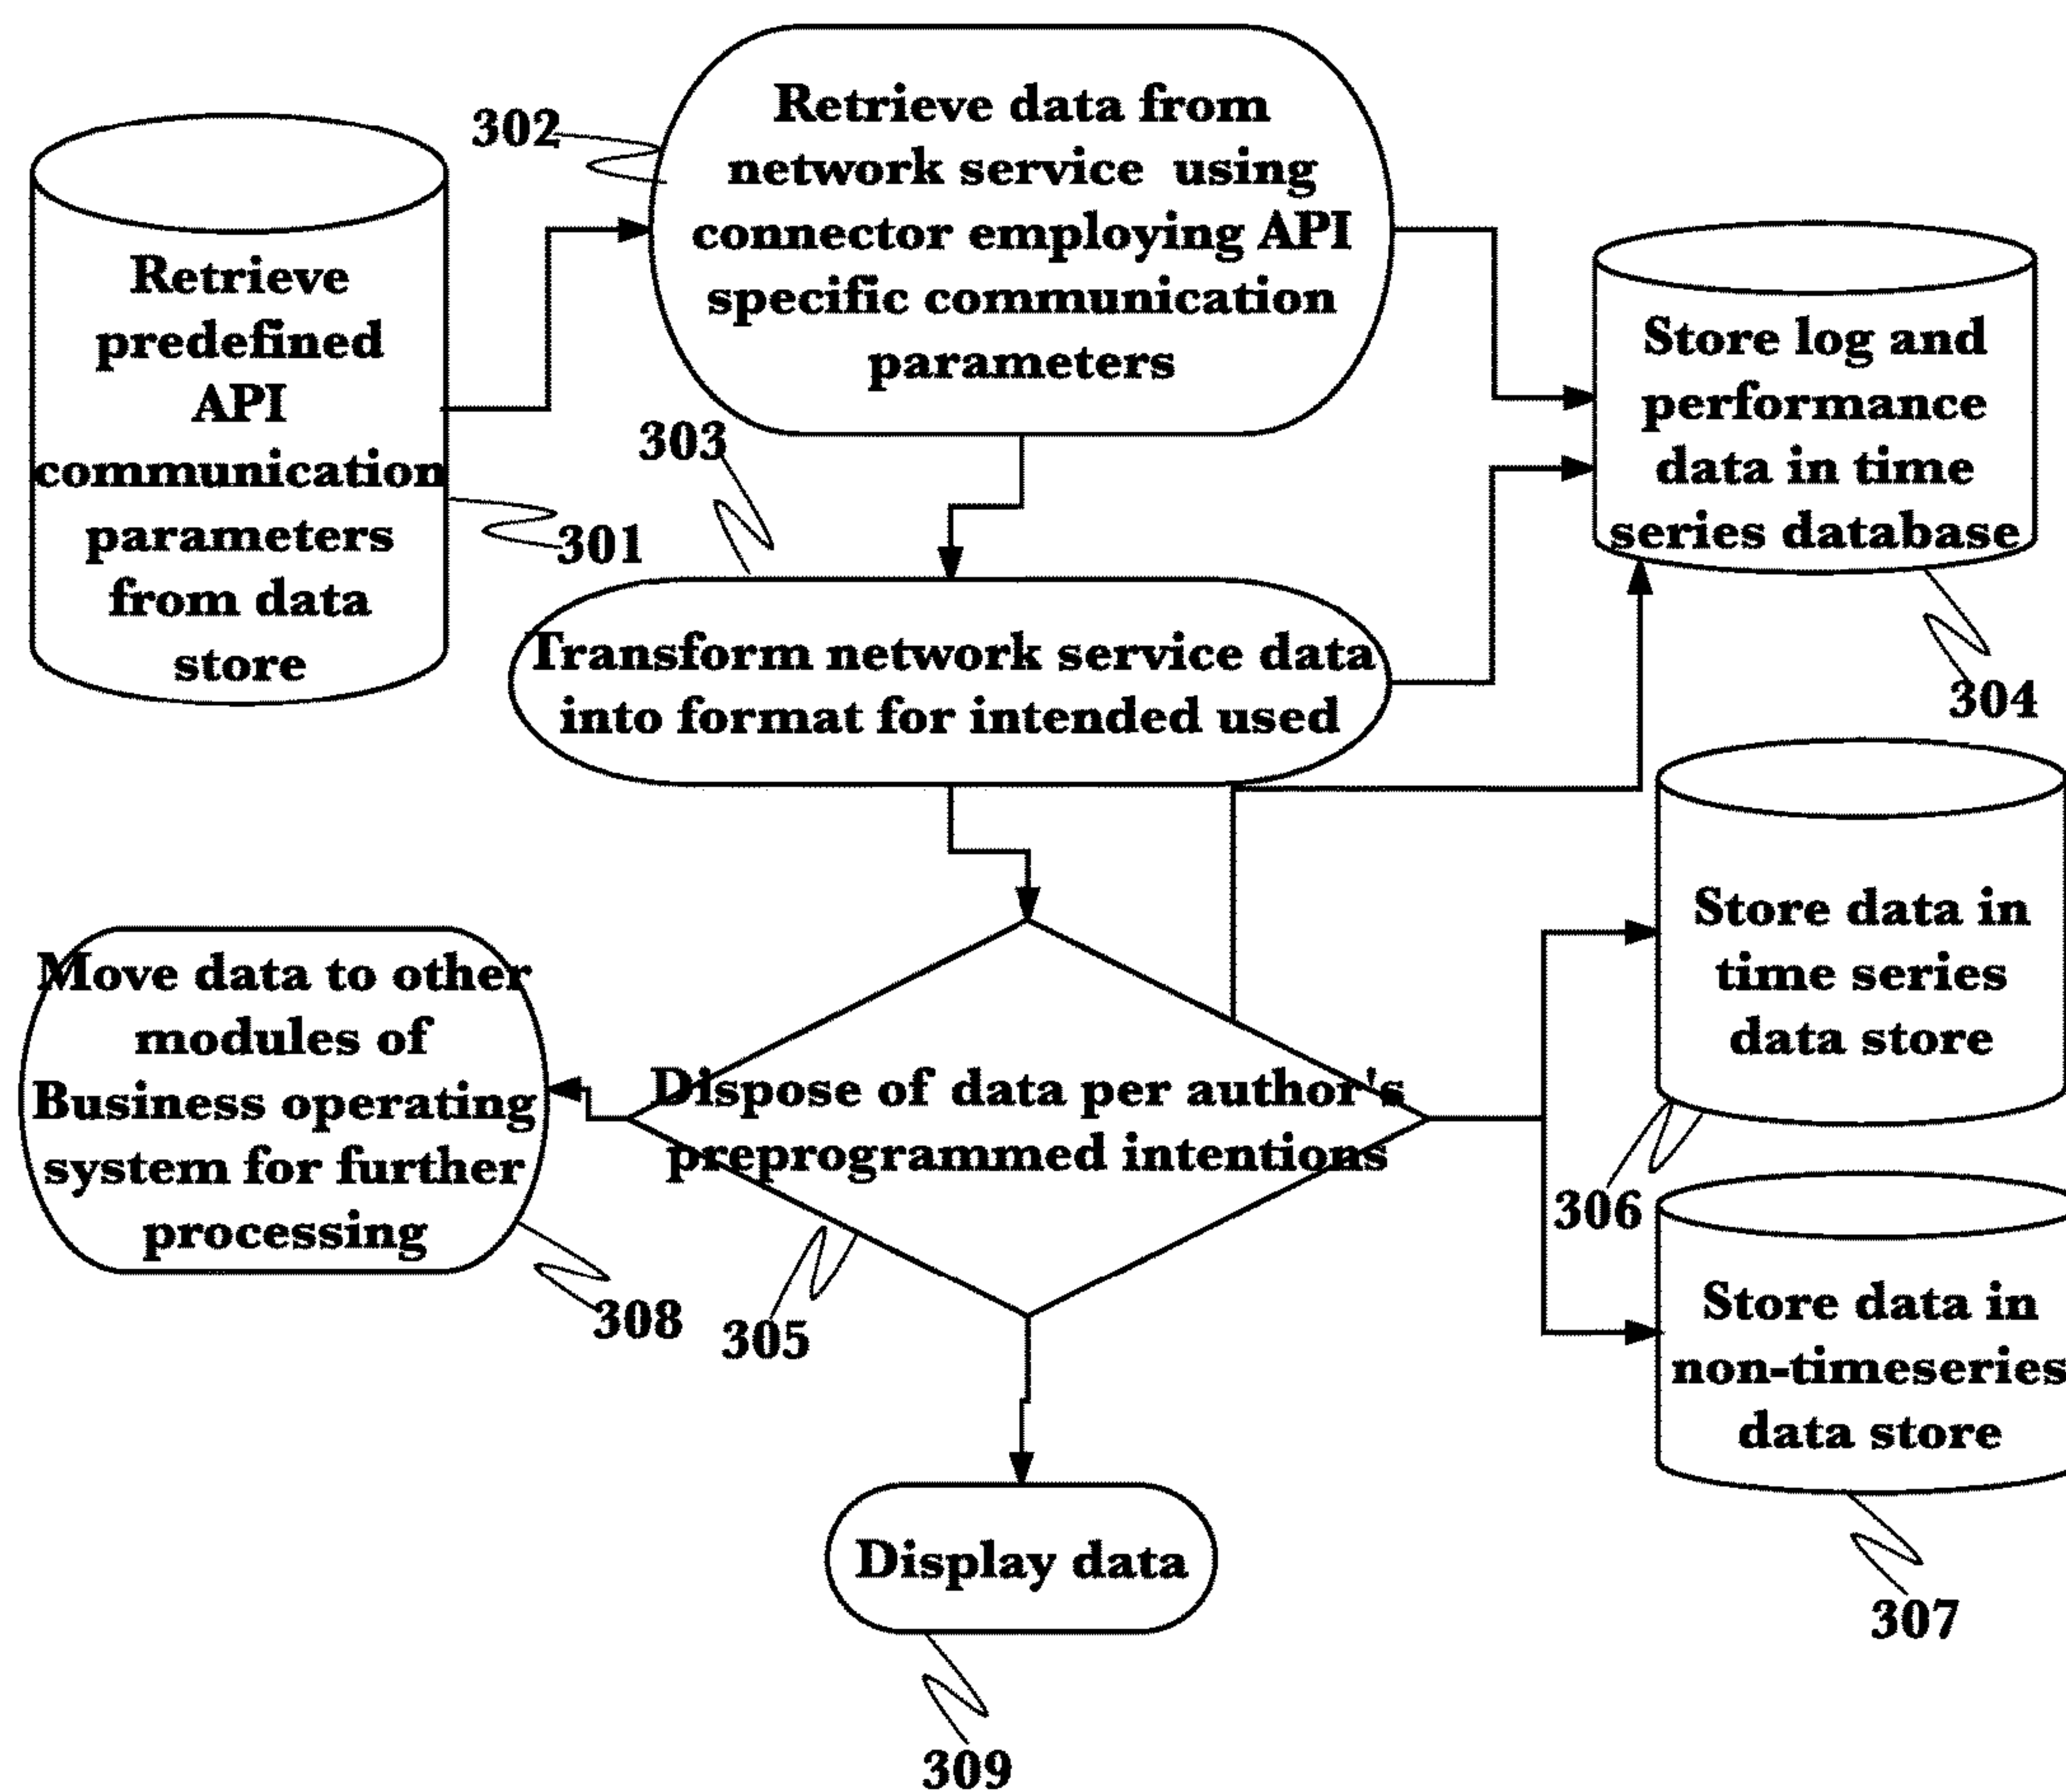 302
Retrieve data from
network service using
connector employing API
specific communication
parameters
Retrieve
predefined
API
communication
parameters
from data
store
301
303
Store log and
performance
data in time
series database
304
Transform network service data
into format for intended used
Store data in
time series
data store
306
Move data to other
modules of
Business operating
system for further
processing
308
Dispose of data per author's
preprogrammed intentions
305
Store data in
non-timeseries
data store
307
Display data
309